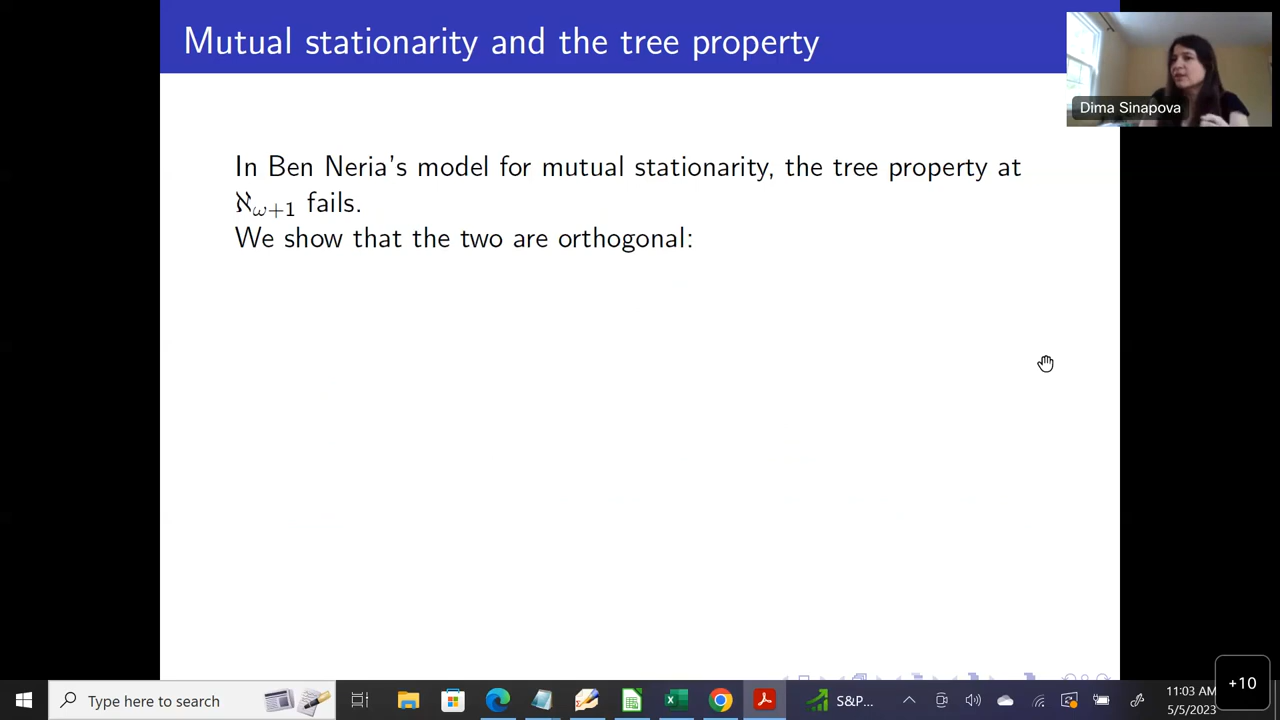 Mutual stationarity and the tree property
Dima Sinapova
In Ben Neria's model for mutual stationarity, the tree property at
ℵω+1 fails.
We show that the two are orthogonal:
+10
Type here to search
S&P...
11:03 AM
5/5/2023